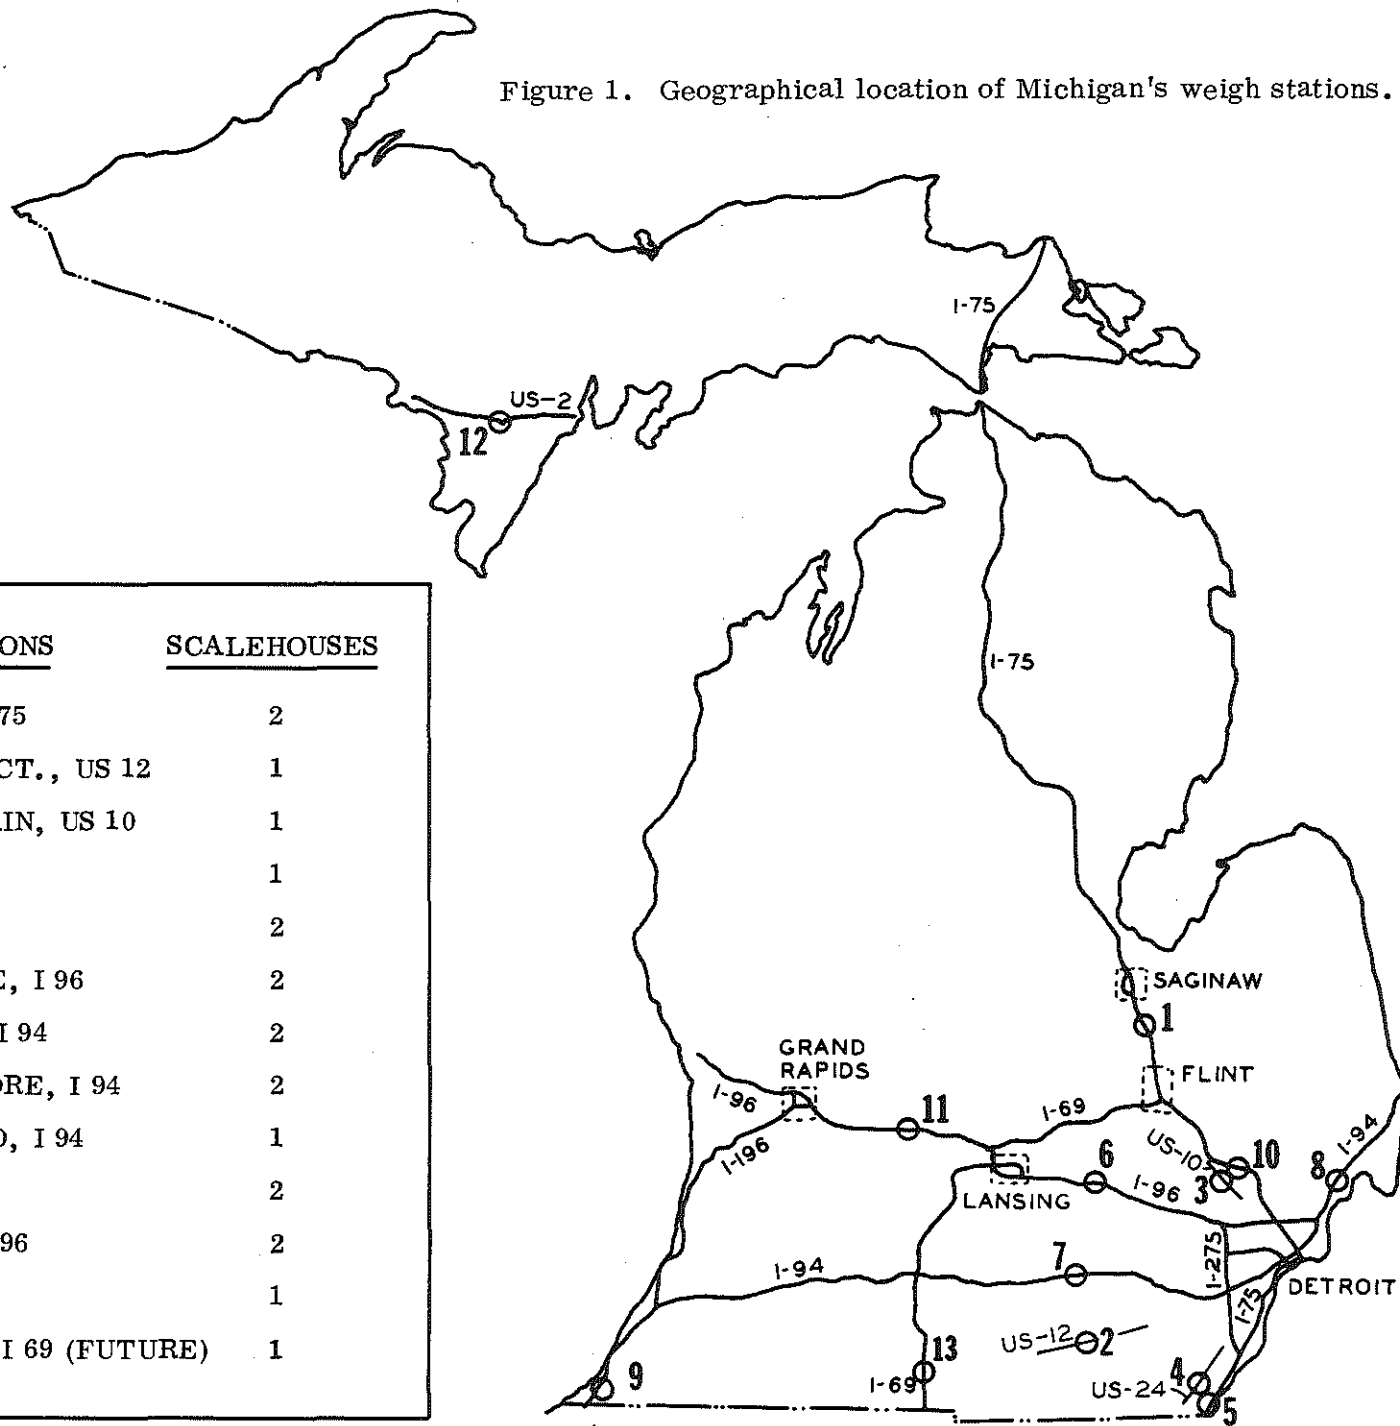 Figure 1. Geographical location of Michigan's weigh stations.
I-75
US-2
12
I-75
ONS SCALEHOUSES
75 2
CT., US 12 1
IN, US 10 1
1
2
E, I 96 2
I 94 2
ORE, I 94 2
O, I 94 1
2
96 2
1
I 69 (FUTURE) 1
SAGINAW
1
GRAND
RAPIDS
FLINT
I-96
11
I-69
I-94
US-10
10
I-196
6
8
3
I-96
LANSING
7
I-275
I-94
DETROIT
I-75
US-12
2
13
4
9
I-69
US-24
5